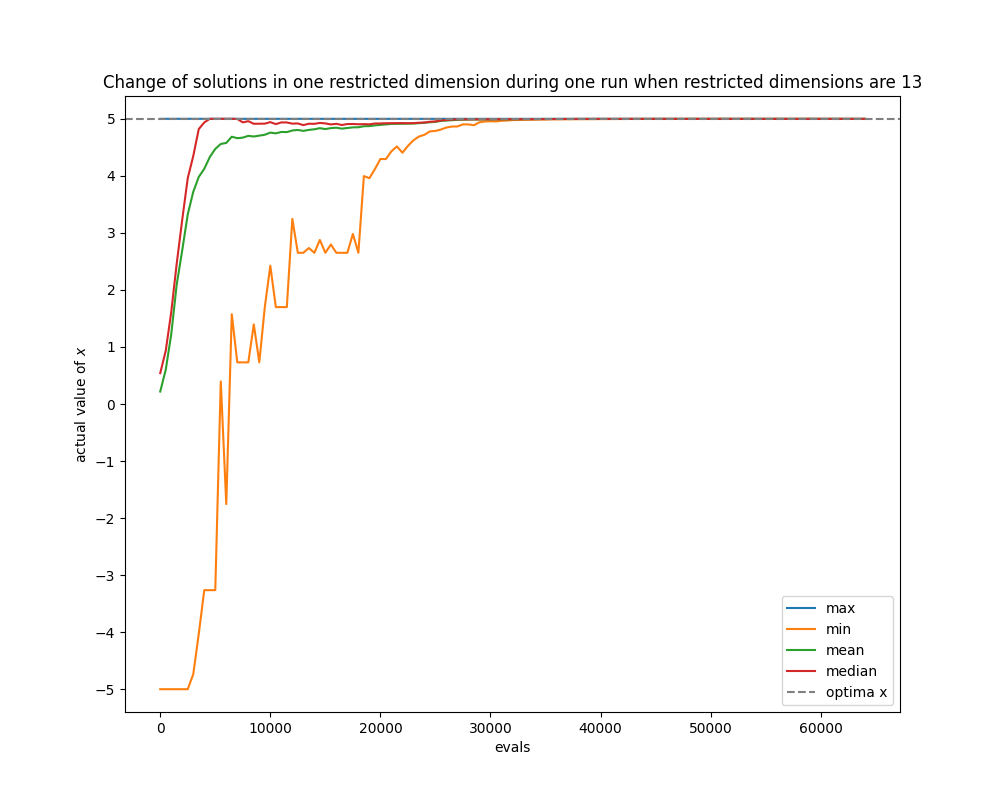 Change of solutions in one restricted dimension during one run when restricted dimensions are 13
actual value of x
5
4
3
2
1
0
−1
−2
−3
−4
−5
0 10000 20000 30000 40000 50000 60000
evals
max
min
mean
median
optima x